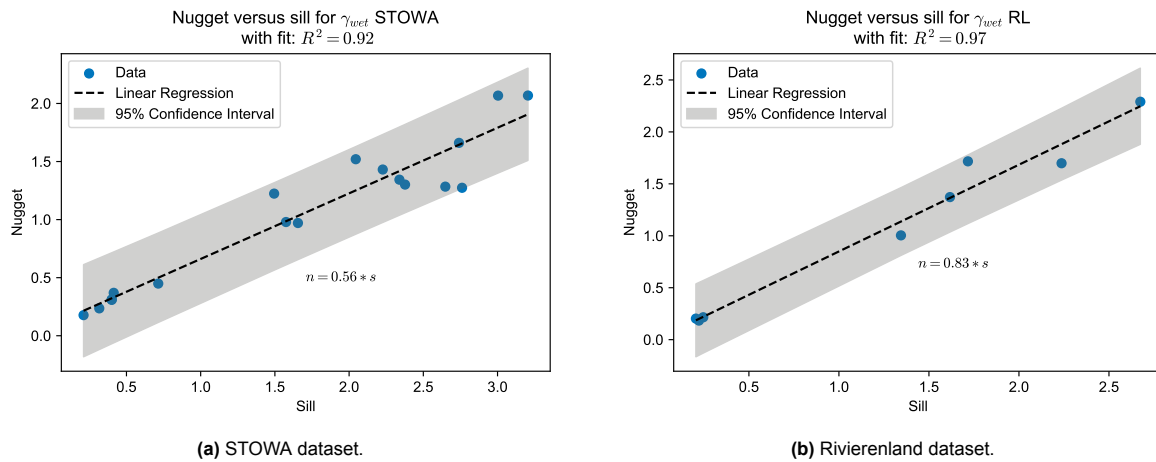 Nugget versus sill for γ_wet STOWA
with fit: R² = 0.92
Data
Linear Regression
95% Confidence Interval
2.0
1.5
1.0
0.5
0.0
Nugget
n = 0.56 * s
0.5 1.0 1.5 2.0 2.5 3.0
Sill
(a) STOWA dataset.
Nugget versus sill for γ_wet RL
with fit: R² = 0.97
Data
Linear Regression
95% Confidence Interval
2.5
2.0
1.5
1.0
0.5
0.0
Nugget
n = 0.83 * s
0.5 1.0 1.5 2.0 2.5
Sill
(b) Rivierenland dataset.